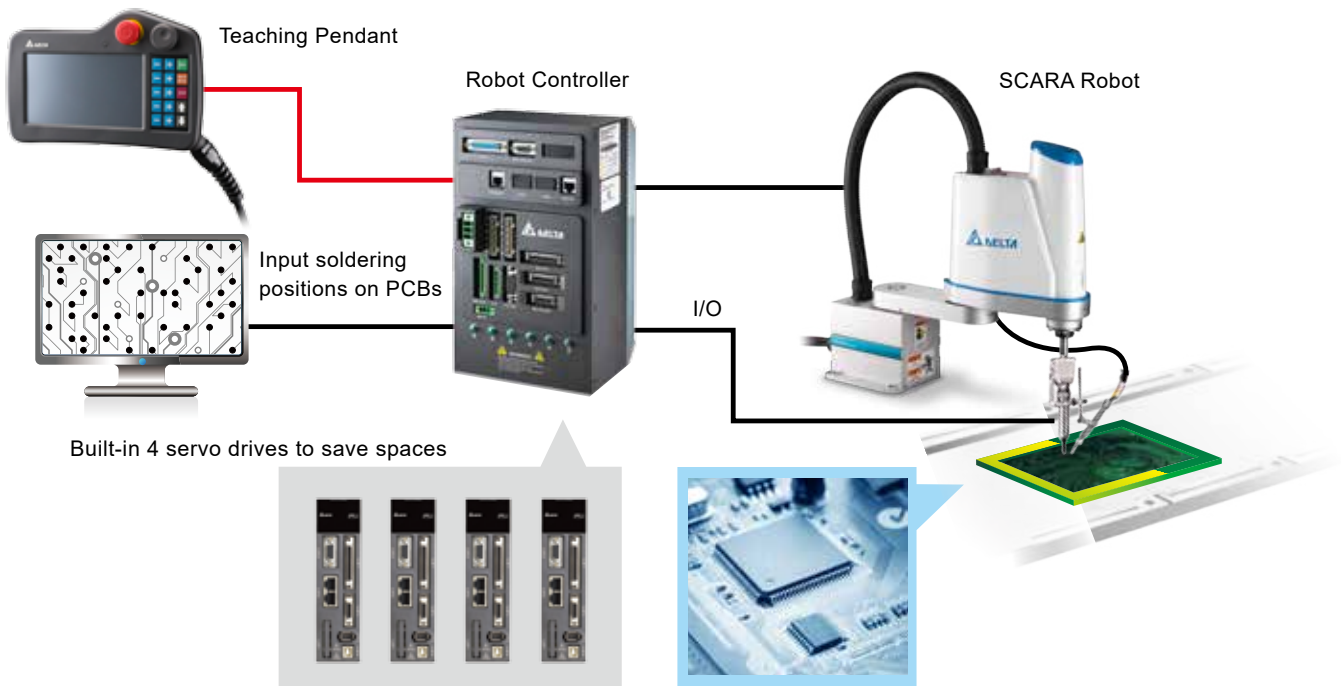 Teaching Pendant
Robot Controller
SCARA Robot
Input soldering
positions on PCBs
I/O
DELTA
DELTA
Built-in 4 servo drives to save spaces